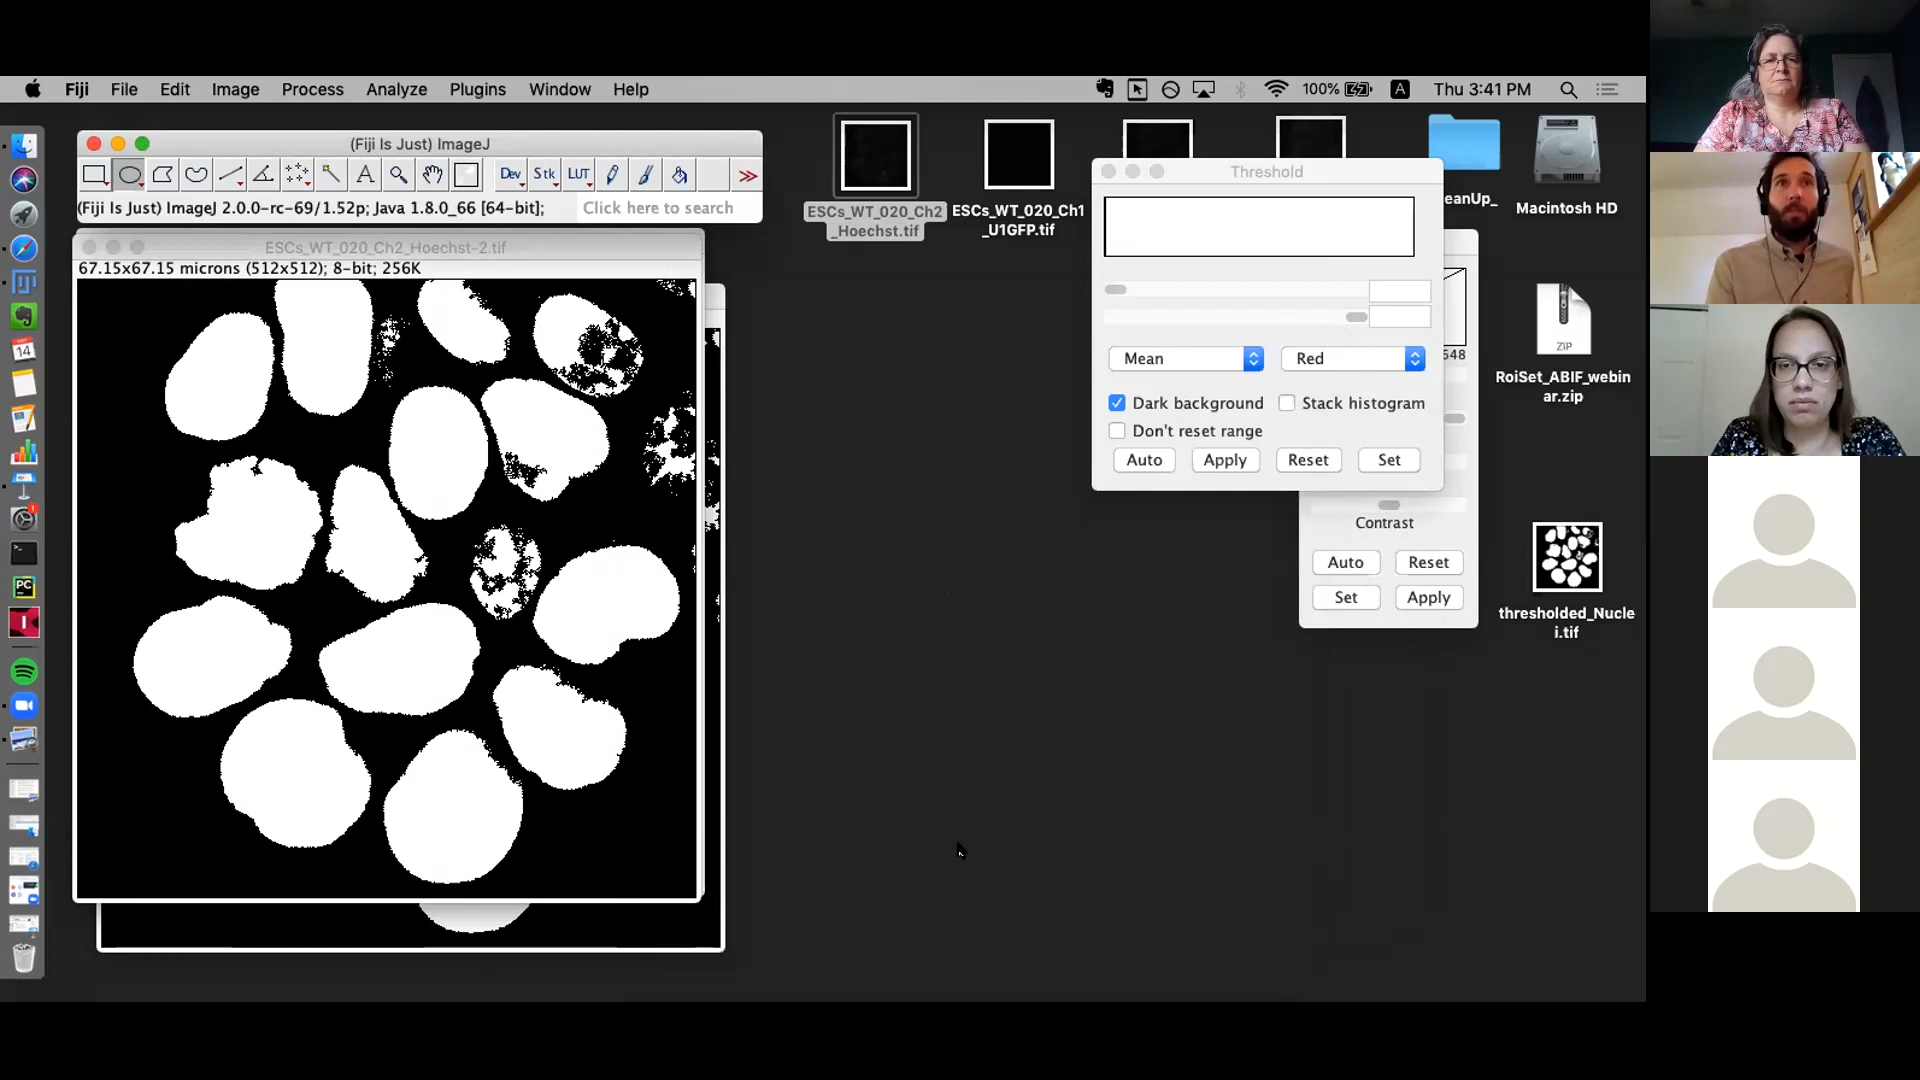 Fiji File Edit Image Process Analyze Plugins Window Help 100% A Thu 3:41 PM
(Fiji Is Just) ImageJ
A Dev Stk LUT >>
(Fiji Is Just) ImageJ 2.0.0-rc-69/1.52p; Java 1.8.0_66 [64-bit]; Click here to search
ESCs_WT_020_Ch2_Hoechst-2.tif
67.15x67.15 microns (512x512); 8-bit; 256K
ESCs_WT_020_Ch2
_Hoechst.tif
ESCs_WT_020_Ch1
_U1GFP.tif
eanUp_
Macintosh HD
Threshold
Mean Red
Dark background Stack histogram
Don't reset range
Auto Apply Reset Set
648
Contrast
Auto Reset
Set Apply
ZIP
RoiSet_ABIF_webin
ar.zip
thresholded_Nucle
i.tif
14
PC
1